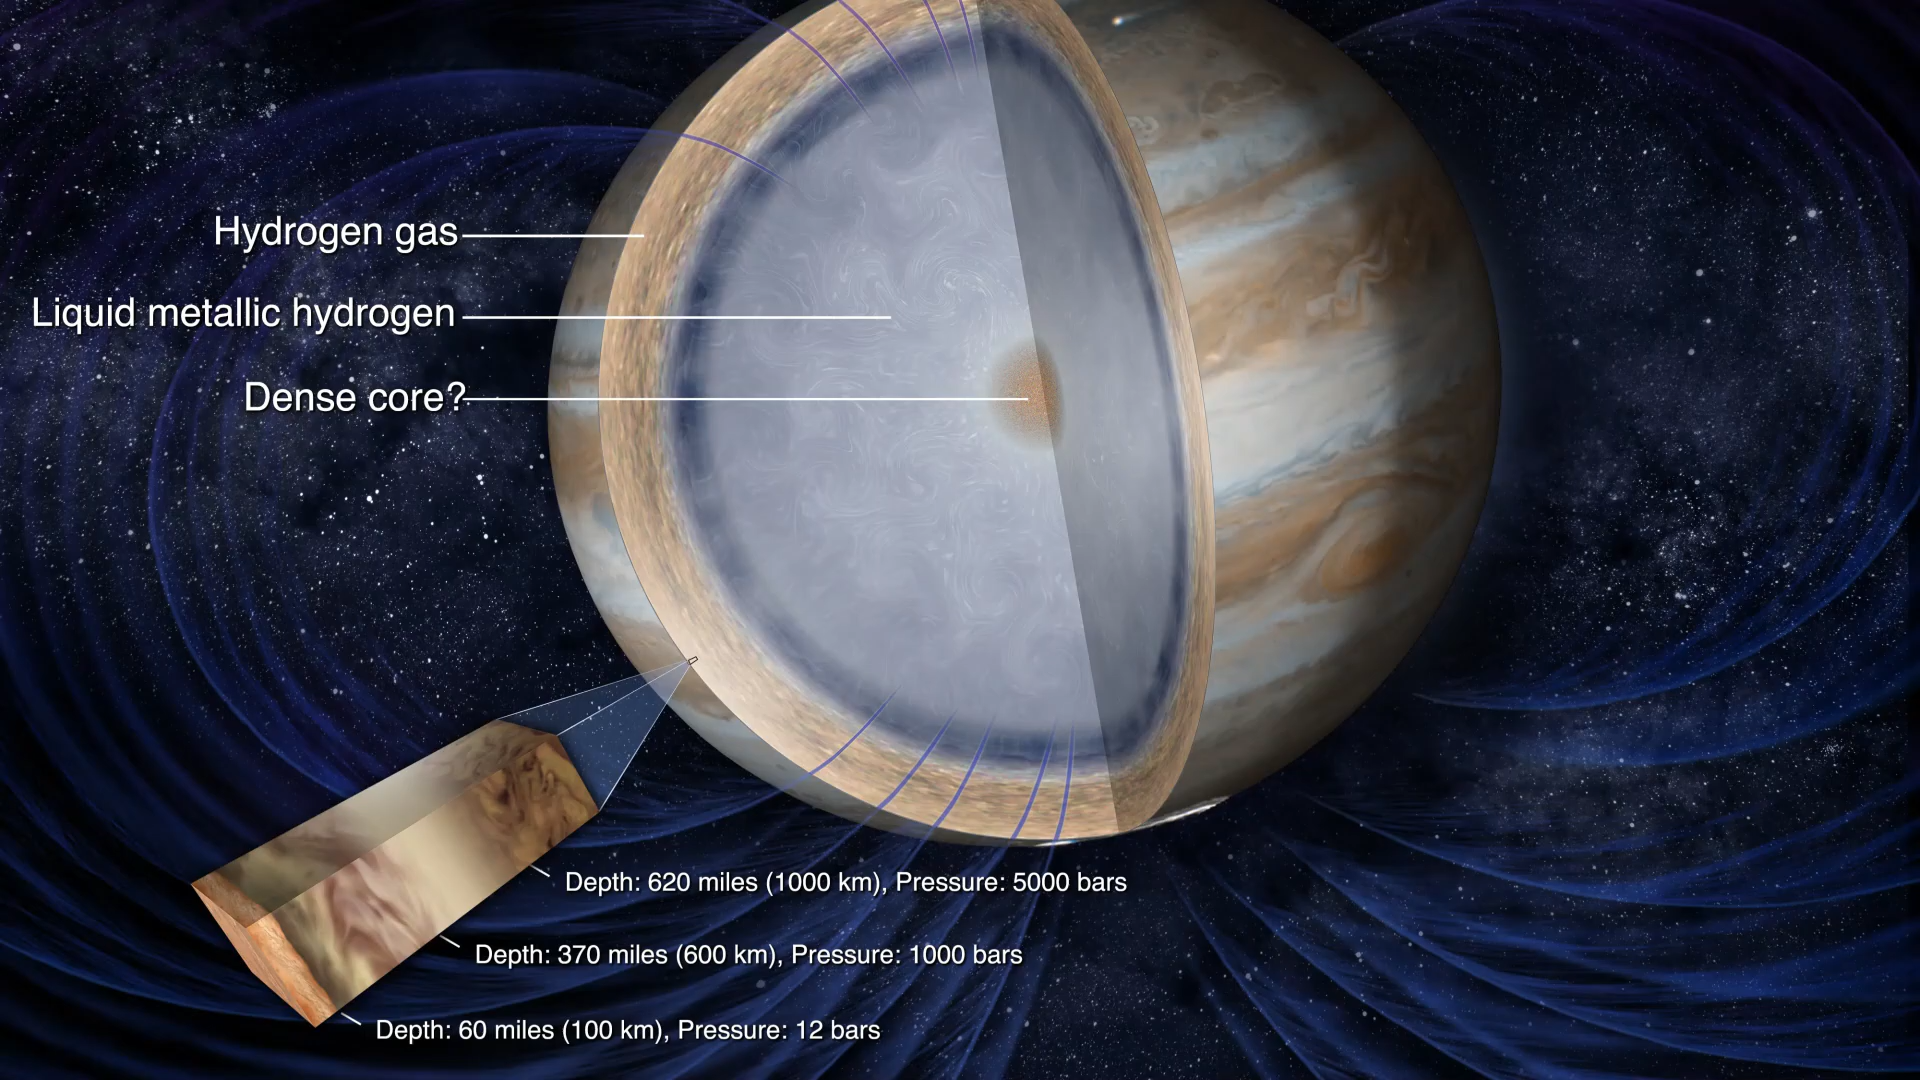 Hydrogen gas
Liquid metallic hydrogen
Dense core?
Depth: 620 miles (1000 km), Pressure: 5000 bars
Depth: 370 miles (600 km), Pressure: 1000 bars
Depth: 60 miles (100 km), Pressure: 12 bars